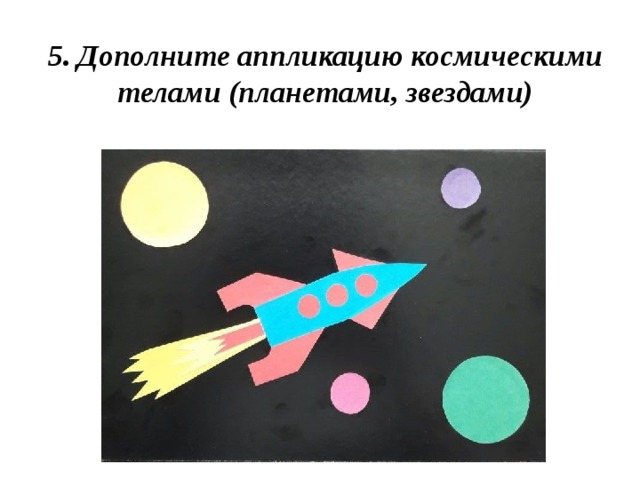 5. Дополните аппликацию космическими
телами (планетами, звездами)